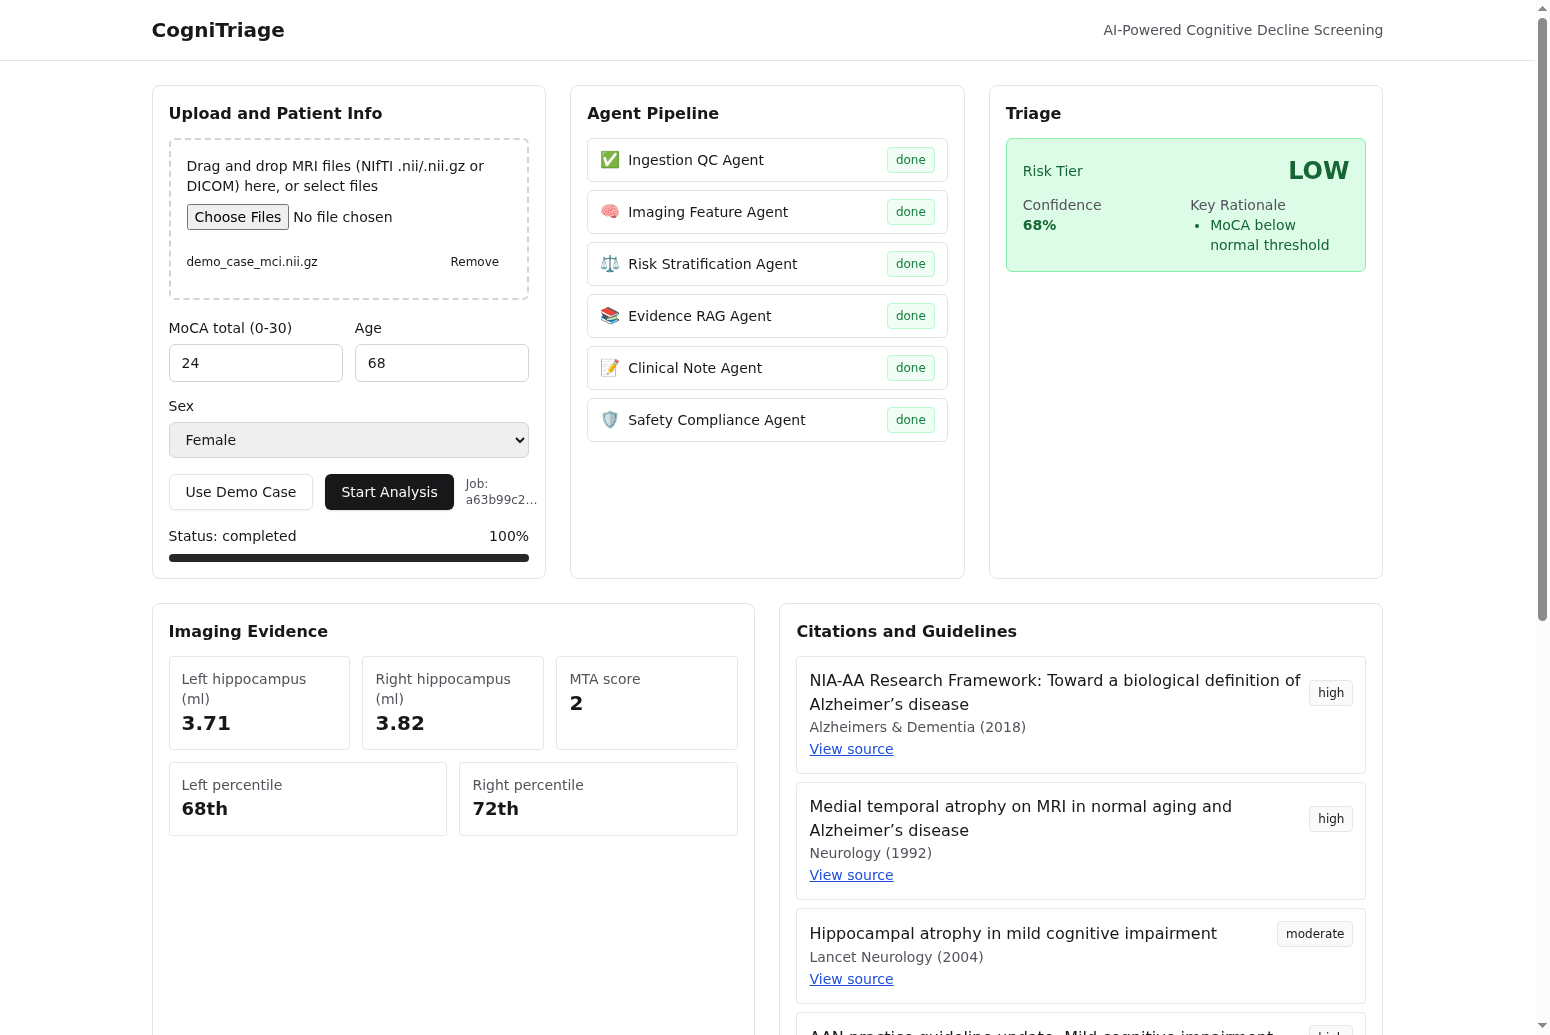 CogniTriage
AI-Powered Cognitive Decline Screening
Upload and Patient Info
Drag and drop MRI files (NIfTI .nii/.nii.gz or
DICOM) here, or select files
Choose Files No file chosen
demo_case_mci.nii.gz Remove
MoCA total (0-30) Age
24 68
Sex
Female
Use Demo Case Start Analysis Job:
a63b99c2...
Status: completed 100%
Agent Pipeline
Ingestion QC Agent done
Imaging Feature Agent done
Risk Stratification Agent done
Evidence RAG Agent done
Clinical Note Agent done
Safety Compliance Agent done
Triage
Risk Tier LOW
Confidence
68%
Key Rationale
• MoCA below
normal threshold
Imaging Evidence
Left hippocampus
(ml)
3.71
Right hippocampus
(ml)
3.82
MTA score
2
Left percentile
68th
Right percentile
72th
Citations and Guidelines
NIA-AA Research Framework: Toward a biological definition of
Alzheimer’s disease
high
Alzheimers & Dementia (2018)
View source
Medial temporal atrophy on MRI in normal aging and
Alzheimer’s disease
high
Neurology (1992)
View source
Hippocampal atrophy in mild cognitive impairment
moderate
Lancet Neurology (2004)
View source